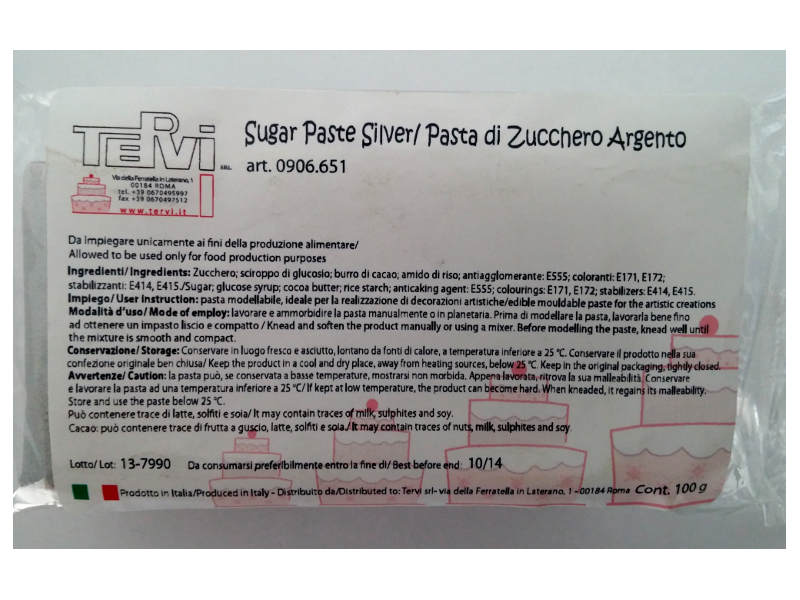 TERVI SRL
Via della Ferratella in Laterano, 1
00184 ROMA
tel. +39 0670495997
fax +39 0670497512
www.tervi.it
Sugar Paste Silver/ Pasta di Zucchero Argento
art. 0906.651
Da impiegare unicamente ai fini della produzione alimentare/
Allowed to be used only for food production purposes
Ingredienti/ Ingredients: Zucchero; sciroppo di glucosio; burro di cacao; amido di riso; antiagglomerante: E555; coloranti: E171, E172;
stabilizzanti: E414, E415./Sugar; glucose syrup; cocoa butter; rice starch; anticaking agent: E555; colourings: E171, E172; stabilizers: E414, E415.
Impiego/ User instruction: pasta modellabile, ideale per la realizzazione di decorazioni artistiche/edible mouldable paste for the artistic creations
Modalità d'uso/ Mode of employ: lavorare e ammorbidire la pasta manualmente o in planetaria. Prima di modellare la pasta, lavorarla bene fino
ad ottenere un impasto liscio e compatto / Knead and soften the product manually or using a mixer. Before modelling the paste, knead well until
the mixture is smooth and compact.
Conservazione/ Storage: Conservare in luogo fresco e asciutto, lontano da fonti di calore, a temperatura inferiore a 25 °C. Conservare il prodotto nella sua
confezione originale ben chiusa/ Keep the product in a cool and dry place, away from heating sources, below 25 °C. Keep in the original packaging, tightly closed.
Avvertenze/ Caution: la pasta può, se conservata a basse temperature, mostrarsi non morbida. Appena lavorata, ritrova la sua malleabilità. Conservare
e lavorare la pasta ad una temperatura inferiore a 25 °C/ If kept at low temperature, the product can become hard. When kneaded, it regains its malleability.
Store and use the paste below 25 °C.
Può contenere trace di latte, solfiti e soia/ It may contain traces of milk, sulphites and soy.
Cacao: può contenere trace di frutta a guscio, latte, solfiti e soia./ It may contain traces of nuts, milk, sulphites and soy.
Lotto/ Lot: 13-7990 Da consumarsi preferibilmente entro la fine di/ Best before end: 10/14
Prodotto in Italia/Produced in Italy - Distribuito da/Distributed to: Tervi srl- via della Ferratella in Laterano, 1 - 00184 Roma Cont. 100 g